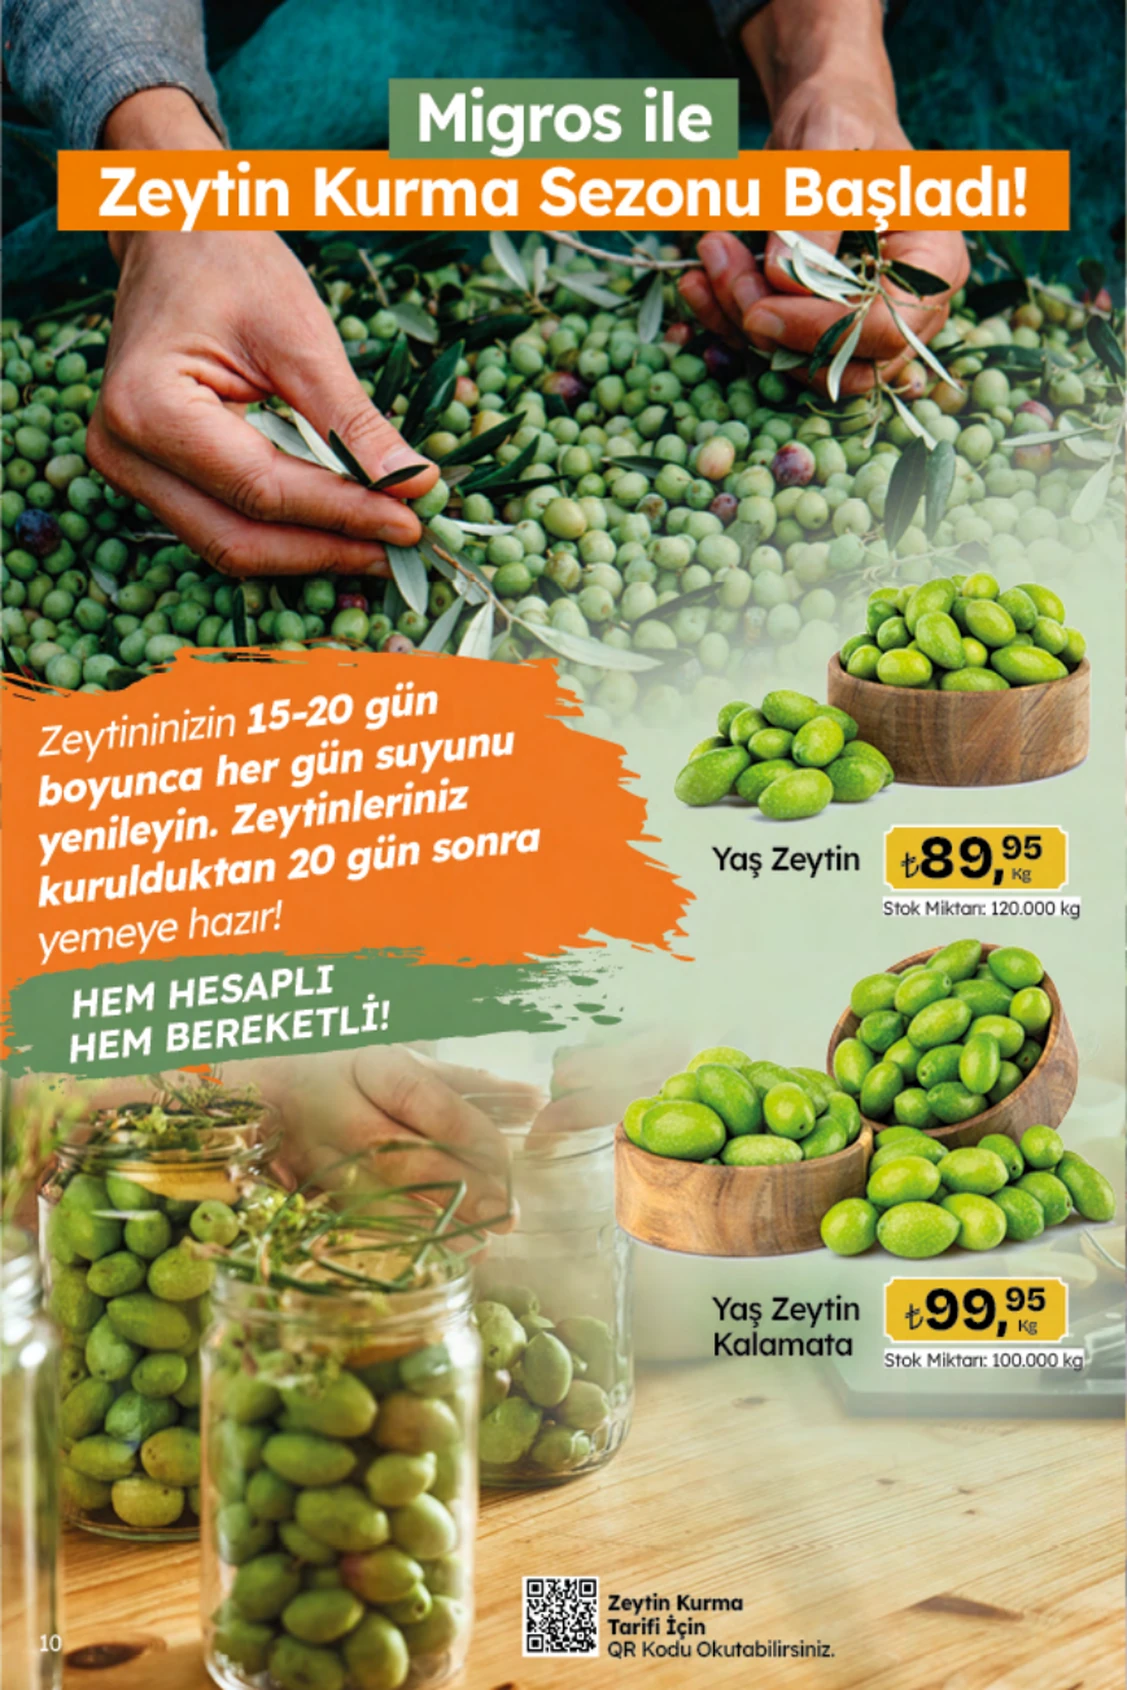 Migros ile
Zeytin Kurma Sezonu Başladı!
Zeytininizin 15-20 gün
boyunca her gün suyunu
yenileyin. Zeytinleriniz
kurulduktan 20 gün sonra
yemeye hazır!
HEM HESAPLI
HEM BEREKETLİ!
Yaş Zeytin
₺89,95
Kg
Stok Miktarı: 120.000 kg
Yaş Zeytin
Kalamata
₺99,95
Kg
Stok Miktarı: 100.000 kg
Zeytin Kurma
Tarifi İçin
QR Kodu Okutabilirsiniz.
10